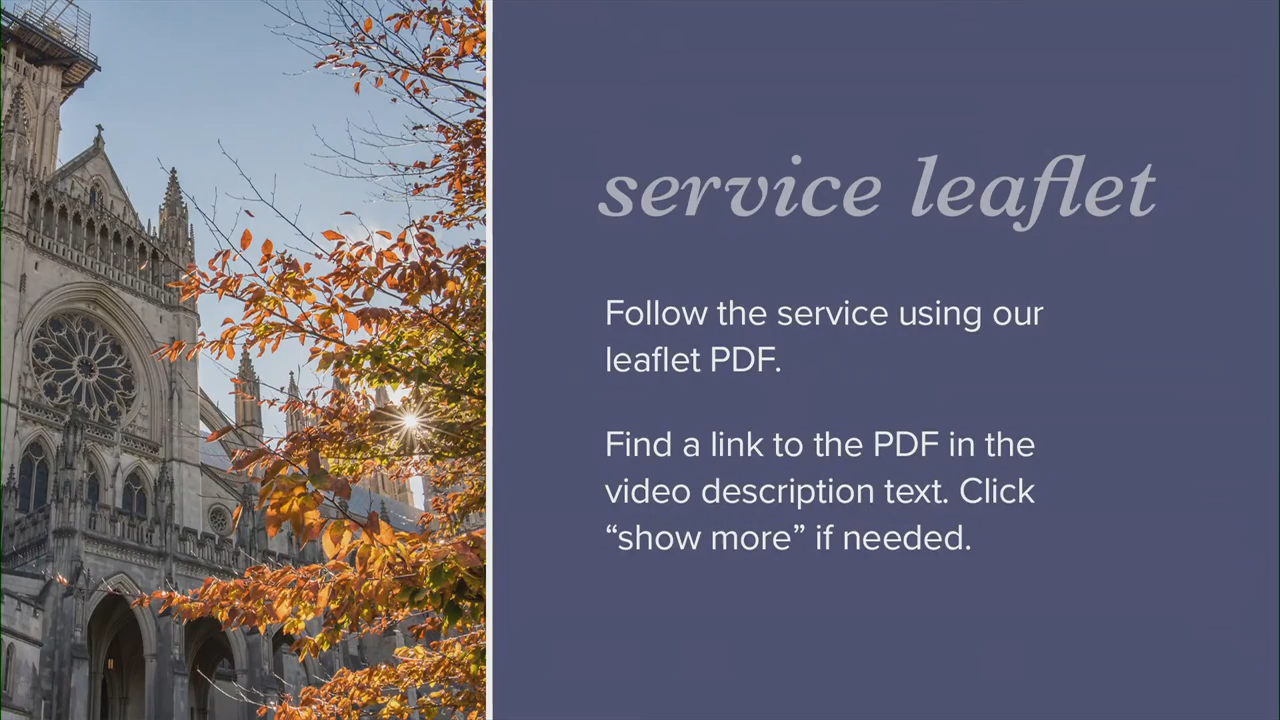 service leaflet
Follow the service using our
leaflet PDF.
Find a link to the PDF in the
video description text. Click
“show more” if needed.